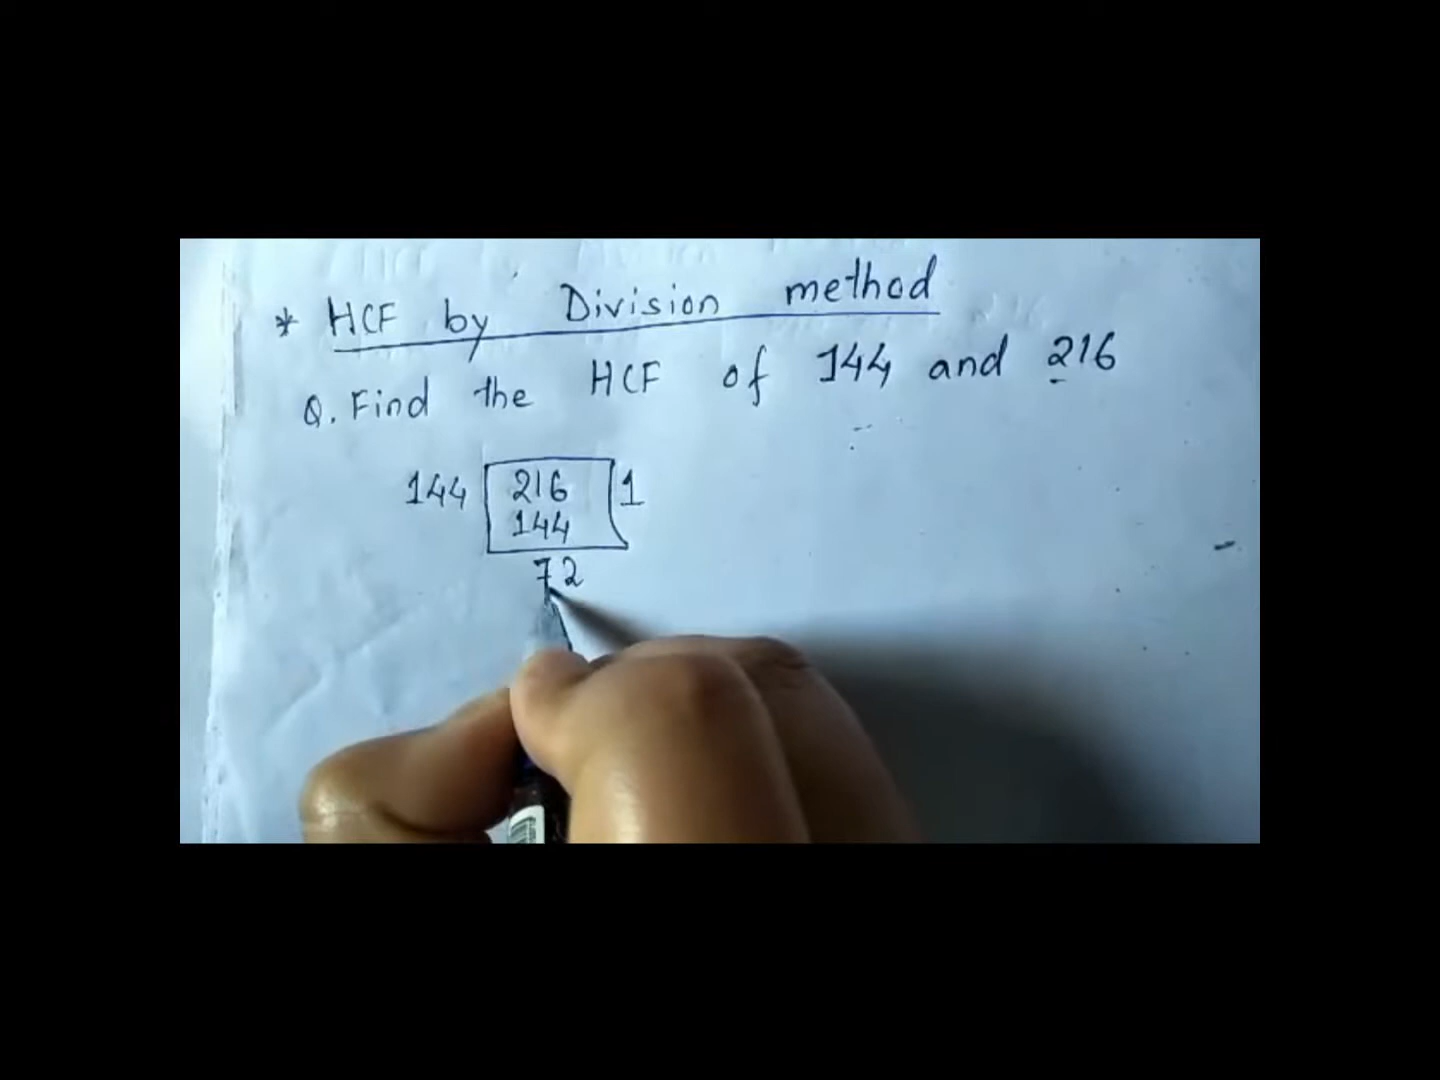 * HCF by Division method
Q. Find the HCF of 144 and 216
144 216 1
144
72